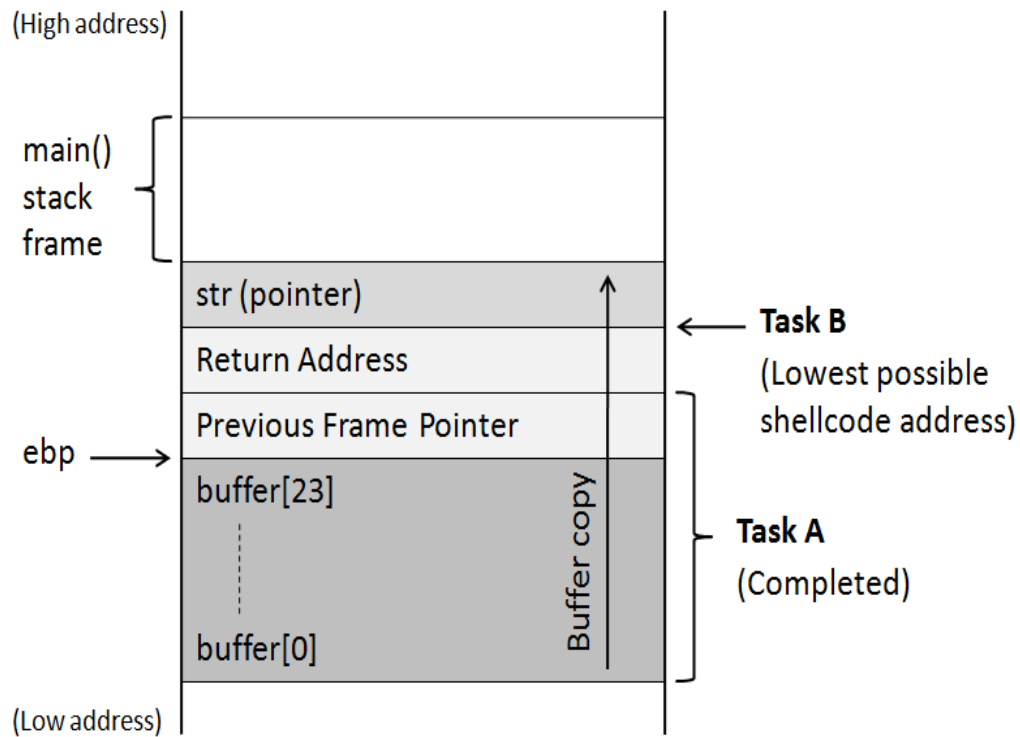 (High address)
main()
stack
frame
str (pointer)
Return Address
Previous Frame Pointer
ebp
buffer[23]
buffer[0]
Buffer copy
Task B
(Lowest possible
shellcode address)
Task A
(Completed)
(Low address)